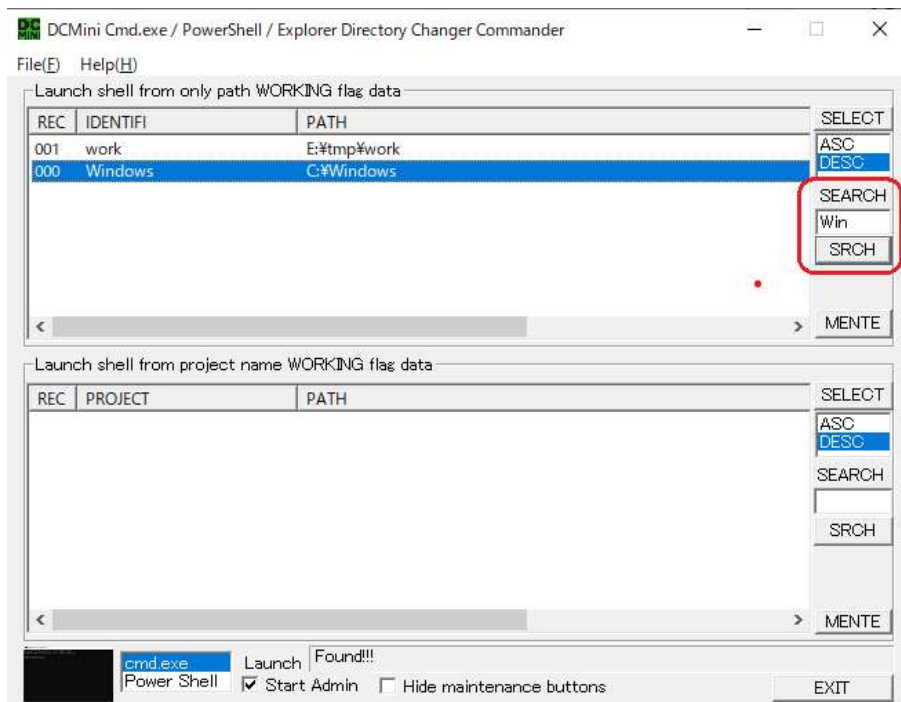 DC MINI DCMini Cmd.exe / PowerShell / Explorer Directory Changer Commander
File(F) Help(H)
Launch shell from only path WORKING flag data
REC IDENTIFI PATH SELECT
001 work E:¥tmp¥work ASC
000 Windows C:¥Windows DESC
SEARCH
Win
SRCH
MENTE
Launch shell from project name WORKING flag data
REC PROJECT PATH SELECT
ASC
DESC
SEARCH
SRCH
MENTE
cmd.exe Launch Found!!!
Power Shell Start Admin Hide maintenance buttons EXIT